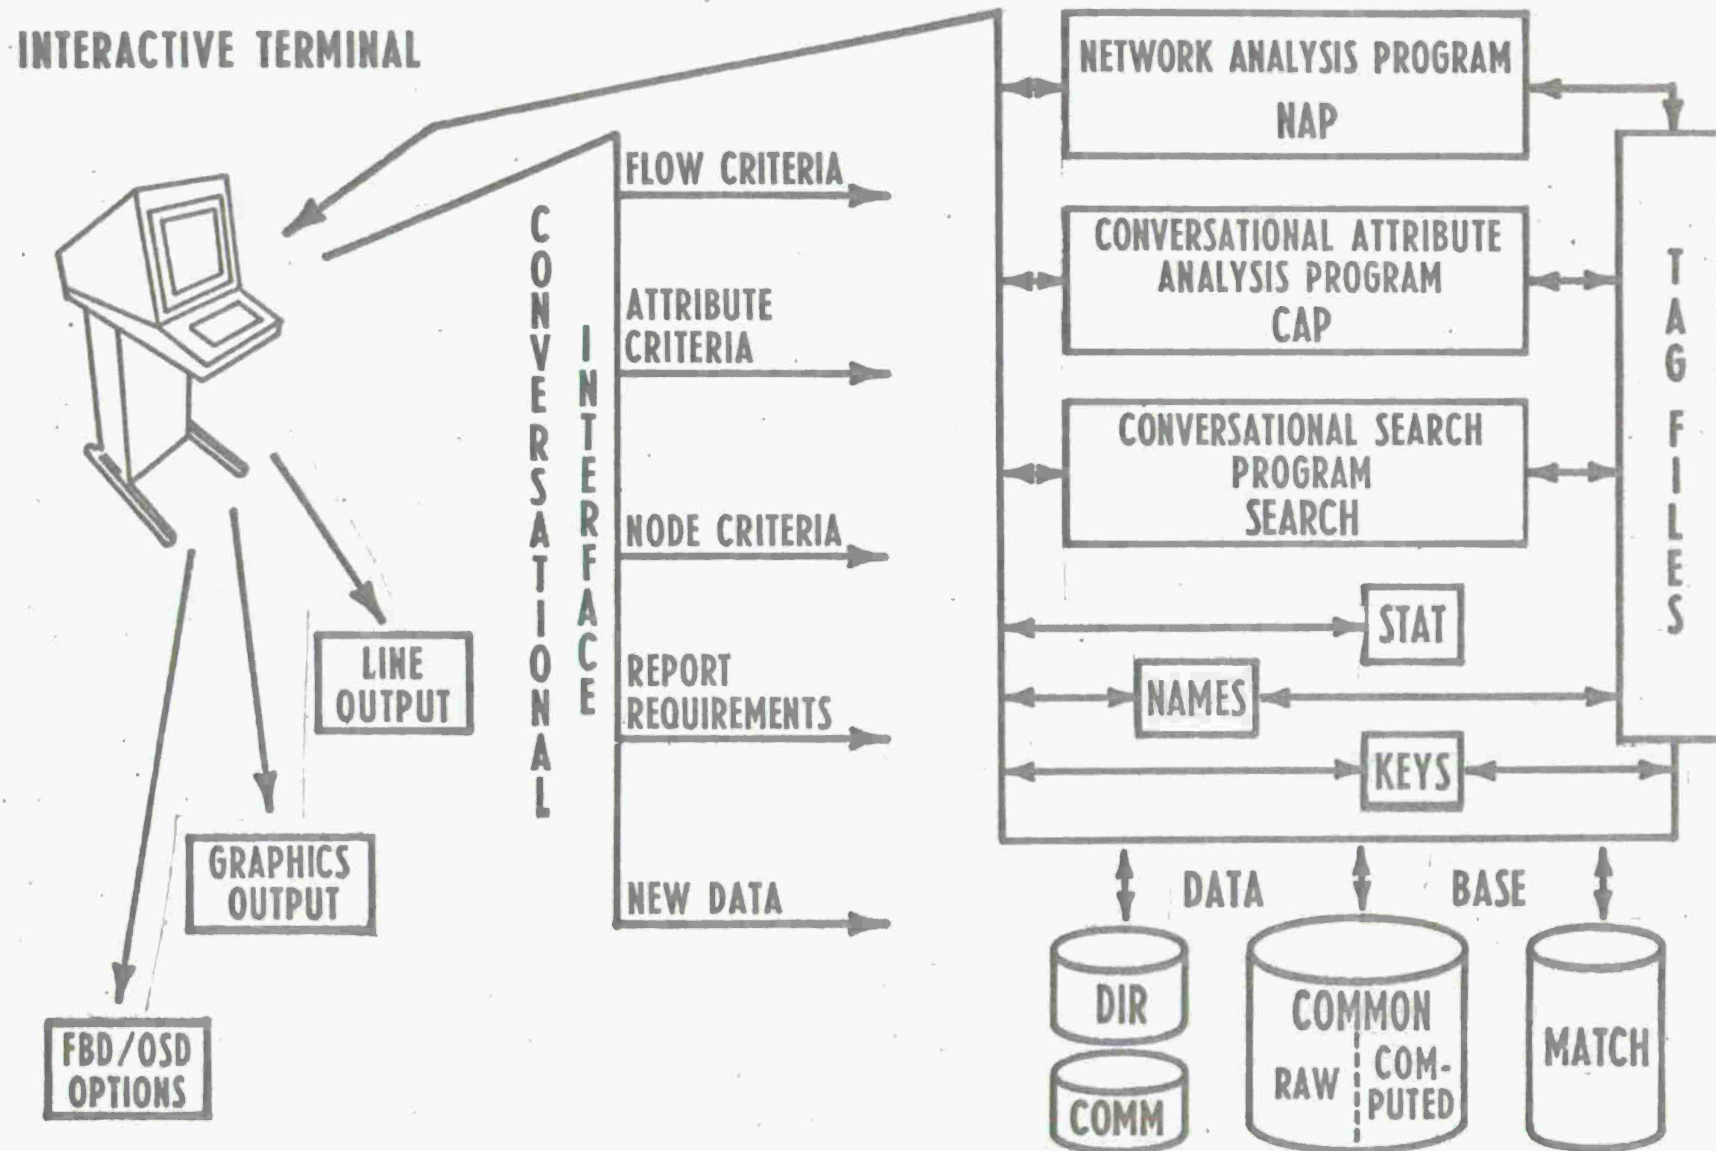 INTERACTIVE TERMINAL
NETWORK ANALYSIS PROGRAM
NAP
FLOW CRITERIA
CONVERSATIONAL
INTERFACE
ATTRIBUTE
CRITERIA
NODE CRITERIA
REPORT
REQUIREMENTS
NEW DATA
CONVERSATIONAL ATTRIBUTE
ANALYSIS PROGRAM
CAP
CONVERSATIONAL SEARCH
PROGRAM
SEARCH
TAG FILES
STAT
NAMES
KEYS
LINE
OUTPUT
GRAPHICS
OUTPUT
FBD/OSD
OPTIONS
DATA BASE
DIR
COMM
COMMON
RAW
COM-
PUTED
MATCH